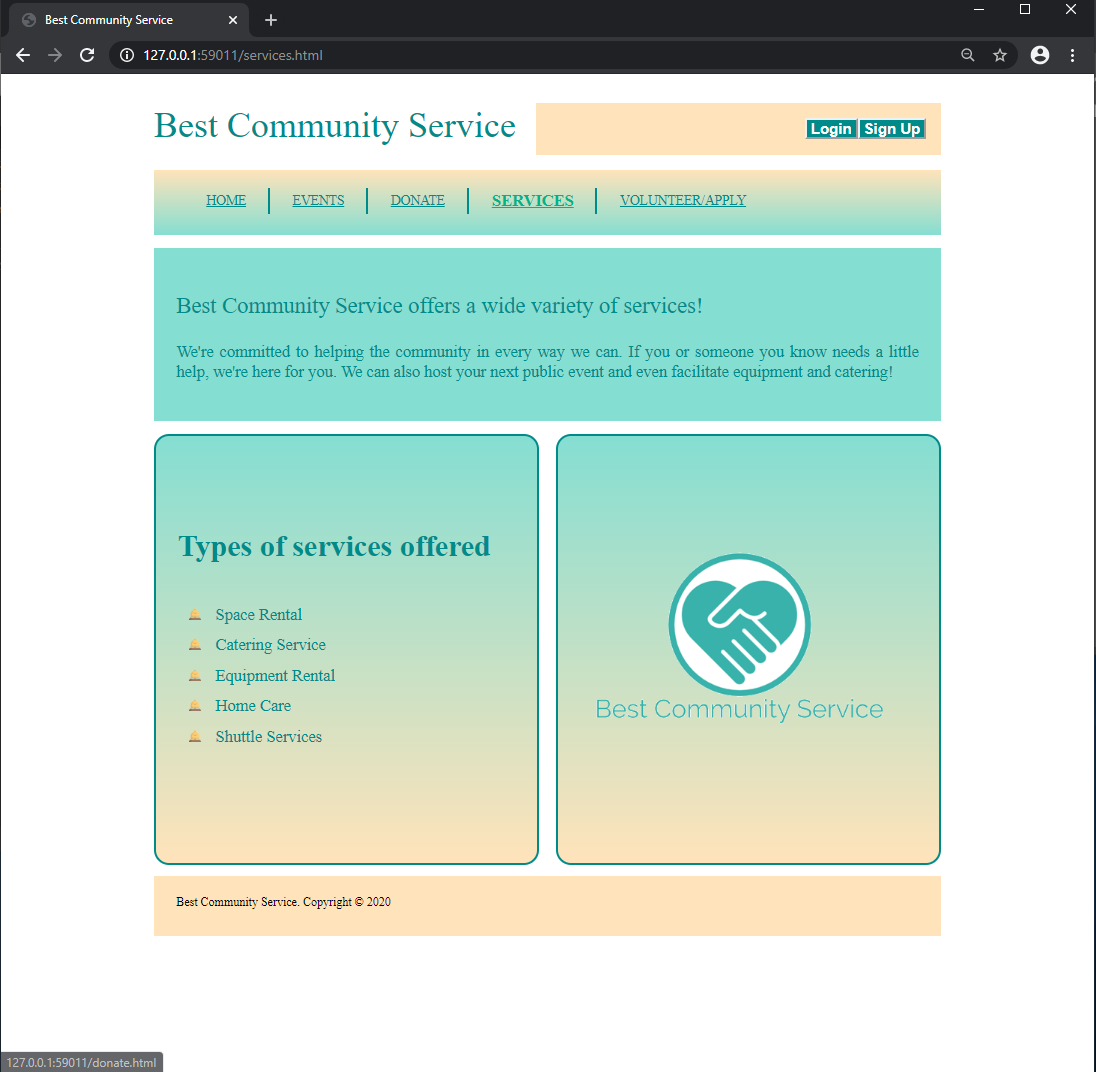 Best Community Service
127.0.0.1:59011/services.html
Best Community Service
Login Sign Up
HOME EVENTS DONATE SERVICES VOLUNTEER/APPLY
Best Community Service offers a wide variety of services!
We're committed to helping the community in every way we can. If you or someone you know needs a little
help, we're here for you. We can also host your next public event and even facilitate equipment and catering!
Types of services offered
Space Rental
Catering Service
Equipment Rental
Home Care
Shuttle Services
Best Community Service
Best Community Service. Copyright © 2020
127.0.0.1:59011/donate.html